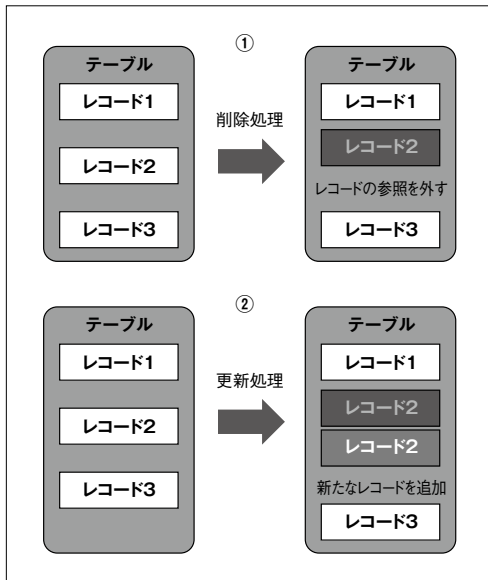 ①
テーブル
レコード1
レコード2
レコード3
削除処理
テーブル
レコード1
レコード2
レコードの参照を外す
レコード3
②
テーブル
レコード1
レコード2
レコード3
更新処理
テーブル
レコード1
レコード2
レコード2
新たなレコードを追加
レコード3